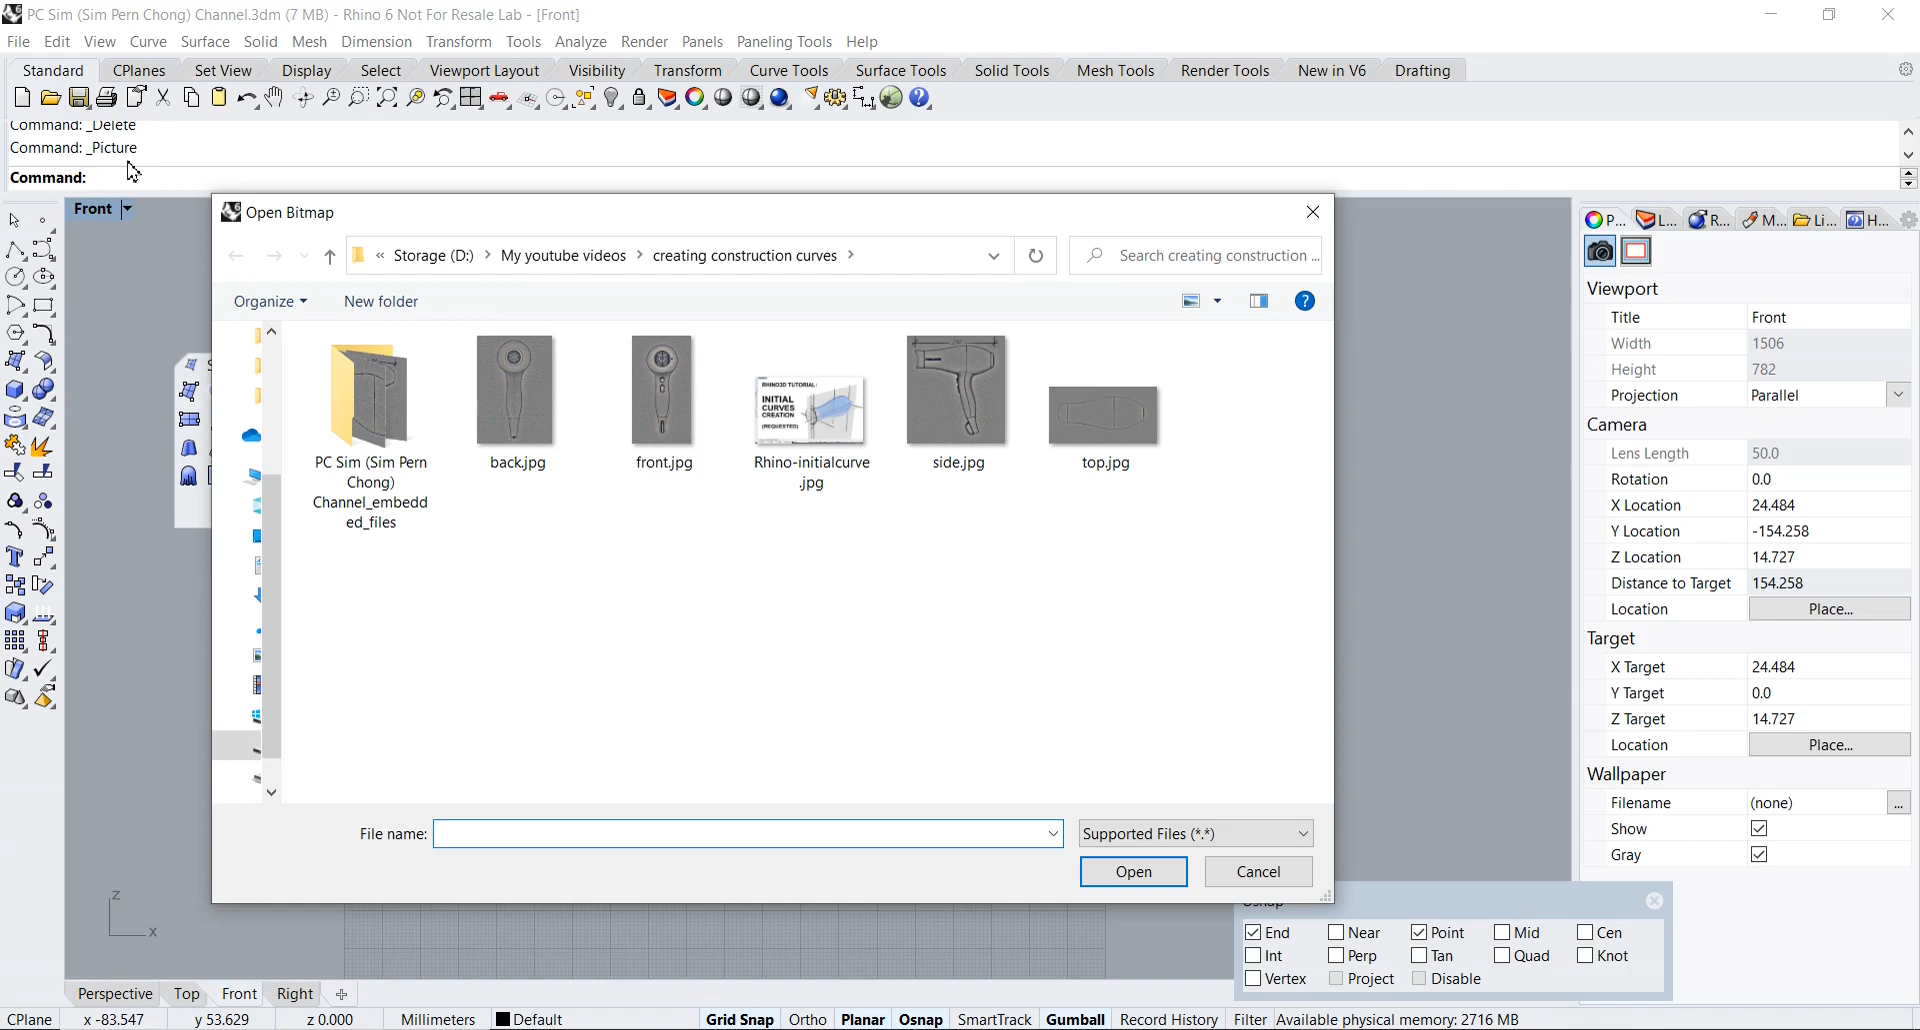 PC Sim (Sim Pern Chong) Channel.3dm (7 MB) - Rhino 6 Not For Resale Lab - [Front]
File Edit View Curve Surface Solid Mesh Dimension Transform Tools Analyze Render Panels Paneling Tools Help
Standard CPlanes Set View Display Select Viewport Layout Visibility Transform Curve Tools Surface Tools Solid Tools Mesh Tools Render Tools New in V6 Drafting
Command: _Delete
Command: _Picture
Command:
Front
Open Bitmap
« Storage (D:) > My youtube videos > creating construction curves >
Search creating construction ...
Organize New folder
RHINO3D TUTORIAL:
INITIAL
CURVES
CREATION
(REQUESTED)
PC Sim (Sim Pern
Chong)
Channel_embedd
ed_files
back.jpg
front.jpg
Rhino-initialcurve
.jpg
side.jpg
top.jpg
File name:
Supported Files (*.*)
Open Cancel
P... L... R... M... Li... H...
Viewport
Title Front
Width 1506
Height 782
Projection Parallel
Camera
Lens Length 50.0
Rotation 0.0
X Location 24.484
Y Location -154.258
Z Location 14.727
Distance to Target 154.258
Location Place...
Target
X Target 24.484
Y Target 0.0
Z Target 14.727
Location Place...
Wallpaper
Filename (none) ...
Show
Gray
z
x
Osnap
End Near Point Mid Cen
Int Perp Tan Quad Knot
Vertex Project Disable
Perspective Top Front Right
CPlane x -83.547 y 53.629 z 0.000 Millimeters Default Grid Snap Ortho Planar Osnap SmartTrack Gumball Record History Filter Available physical memory: 2716 MB